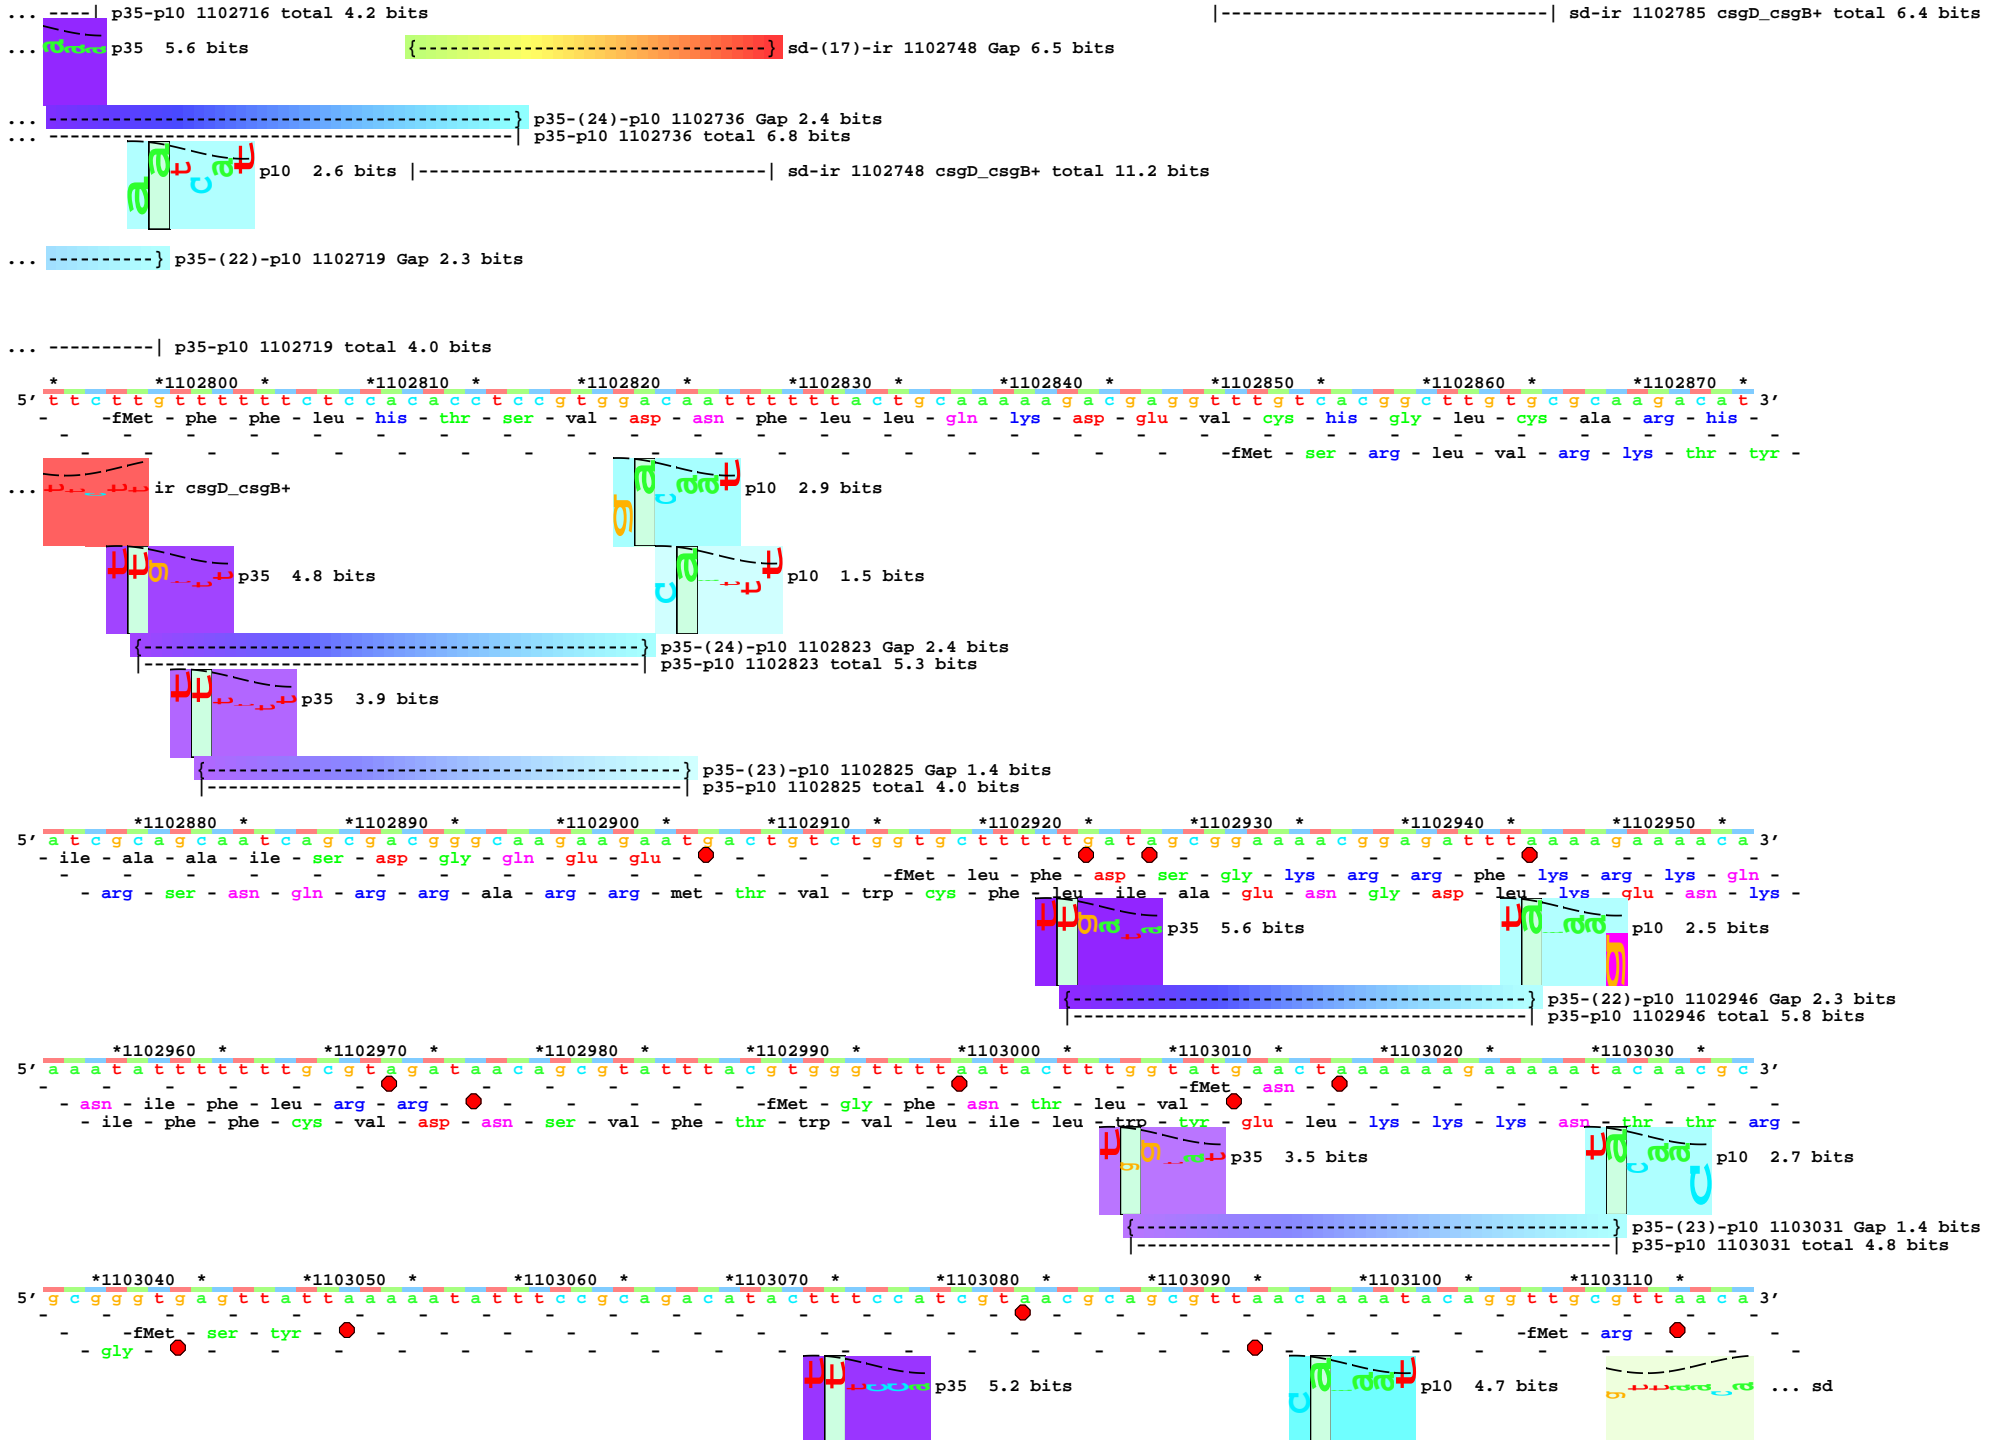 ... ----| p35-p10 1102716 total 4.2 bits |--------------------------------| sd-ir 1102785 csgD_csgB+ total 6.4 bits
... p35 5.6 bits {----------------------------------} sd-(17)-ir 1102748 Gap 6.5 bits
... --------------------------------------------} p35-(24)-p10 1102736 Gap 2.4 bits
... --------------------------------------------| p35-p10 1102736 total 6.8 bits
a a t c a t p10 2.6 bits |----------------------------------| sd-ir 1102748 csgD_csgB+ total 11.2 bits
... ----------} p35-(22)-p10 1102719 Gap 2.3 bits
... ----------| p35-p10 1102719 total 4.0 bits
* *1102800 * *1102810 * *1102820 * *1102830 * *1102840 * *1102850 * *1102860 * *1102870 *
5' t t c t t g t t t t t t c t c c a c a c c t c c g t g g a c a a t t t t t t a c t g c a a a a a g a c g a g g t t t g t c a c g g c t t g t g c g c a a g a c a t 3'
- -fMet - phe - phe - leu - his - thr - ser - val - asp - asn - phe - leu - leu - gln - lys - asp - glu - val - cys - his - gly - leu - cys - ala - arg - his -
-fMet - ser - arg - leu - val - arg - lys - thr - tyr -
... ir csgD_csgB+ g a c a a t p10 2.9 bits
t t g t t t p35 4.8 bits c a a t t t p10 1.5 bits
{------------------------------------------------} p35-(24)-p10 1102823 Gap 2.4 bits
|------------------------------------------------| p35-p10 1102823 total 5.3 bits
t t t c t c p35 3.9 bits
{----------------------------------------------} p35-(23)-p10 1102825 Gap 1.4 bits
|----------------------------------------------| p35-p10 1102825 total 4.0 bits
*1102880 * *1102890 * *1102900 * *1102910 * *1102920 * *1102930 * *1102940 * *1102950 *
5' a t c g c a g c a a t c a g c g a c g g g c a a g a a g a a t g a c t g t c t g g t g c t t t t t g a t a g c g g a a a a c g g a g a t t t a a a a g a a a a c a 3'
- ile - ala - ala - ile - ser - asp - gly - gln - glu - glu -
-fMet - leu - phe - asp - ser - gly - lys - arg - arg - phe - lys - arg - lys - gln -
- arg - ser - asn - gln - arg - arg - ala - arg - arg - met - thr - val - trp - cys - phe - leu - ile - ala - glu - asn - gly - asp - leu - lys - glu - asn - lys -
t t g a t a p35 5.6 bits t a a a a g p10 2.5 bits
{--------------------------------------------} p35-(22)-p10 1102946 Gap 2.3 bits
|--------------------------------------------| p35-p10 1102946 total 5.8 bits
*1102960 * *1102970 * *1102980 * *1102990 * *1103000 * *1103010 * *1103020 * *1103030 *
5' a a a t a t t t t t t t g c g t a g a t a a c a g c g t a t t t a c g t g g g t t t t a a t a c t t t g g t a t g a a c t a a a a a a g a a a a a t a c a a c g c 3'
-fMet - asn -
- asn - ile - phe - leu - arg - arg - -fMet - gly - phe - asn - thr - leu - val -
- ile - phe - phe - cys - val - asp - asn - ser - val - phe - thr - trp - val - leu - ile - leu - trp - tyr - glu - leu - lys - lys - lys - asn - thr - thr - arg -
t g g t a t p35 3.5 bits t a c a a c p10 2.7 bits
{----------------------------------------------} p35-(23)-p10 1103031 Gap 1.4 bits
|----------------------------------------------| p35-p10 1103031 total 4.8 bits
*1103040 * *1103050 * *1103060 * *1103070 * *1103080 * *1103090 * *1103100 * *1103110 *
5' g c g g g t g a g t t a t t a a a a a t a t t t c c g c a g a c a t a c t t t c c a t c g t a a c g c a g c g t t a a c a a a a t a c a g g t t g c g t t a a c a 3'
-fMet - ser - tyr - -fMet - arg -
- gly -
t t t c c a p35 5.2 bits c a a a a t p10 4.7 bits g t t a a c a ... sd